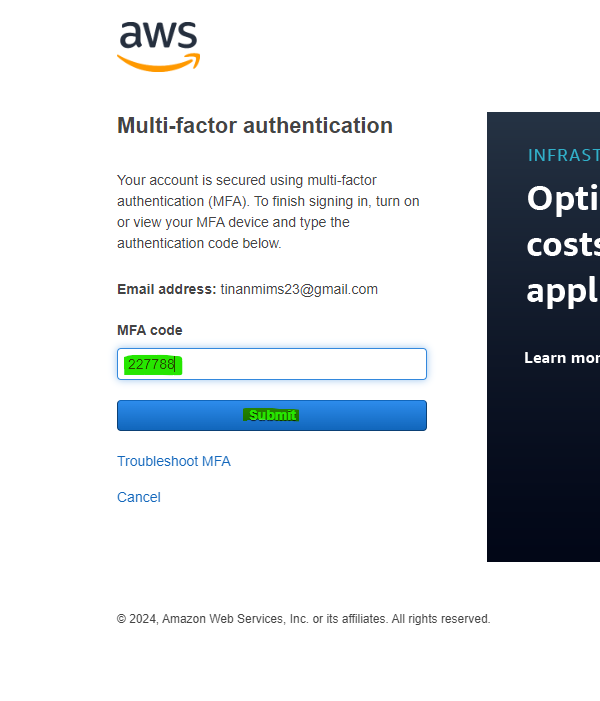 aws
Multi-factor authentication
Your account is secured using multi-factor
authentication (MFA). To finish signing in, turn on
or view your MFA device and type the
authentication code below.
Email address: tinanmims23@gmail.com
MFA code
227788
Submit
Troubleshoot MFA
Cancel
INFRAST
Opti
costs
appl
Learn mor
© 2024, Amazon Web Services, Inc. or its affiliates. All rights reserved.